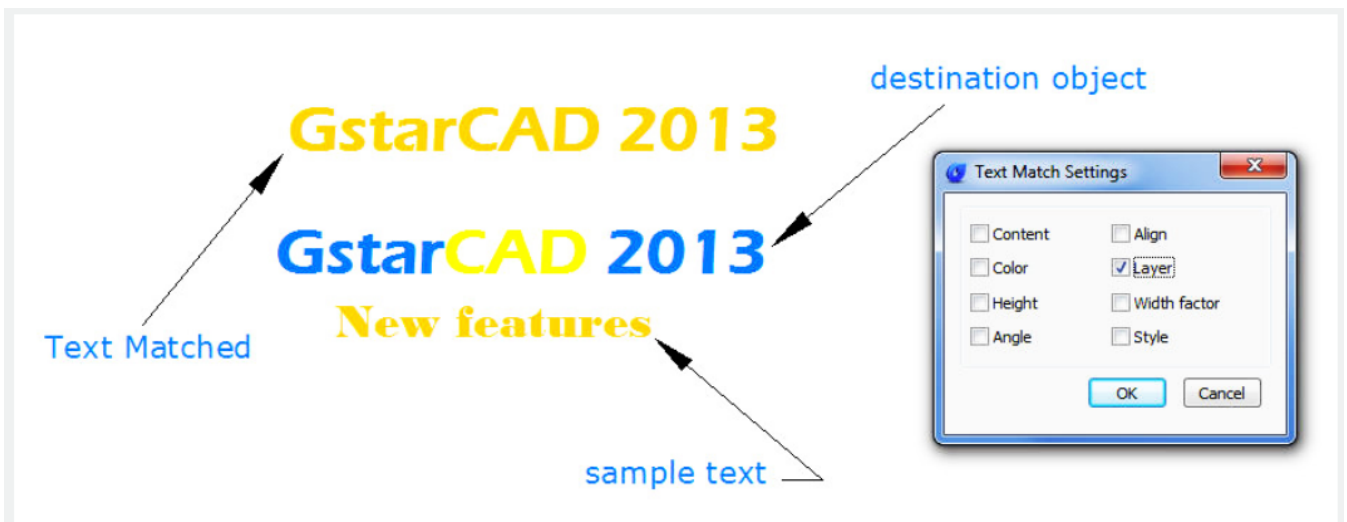 destination object
GstarCAD 2013
GstarCAD 2013
New features
Text Matched
sample text
Text Match Settings
Content Align
Color Layer
Height Width factor
Angle Style
OK Cancel